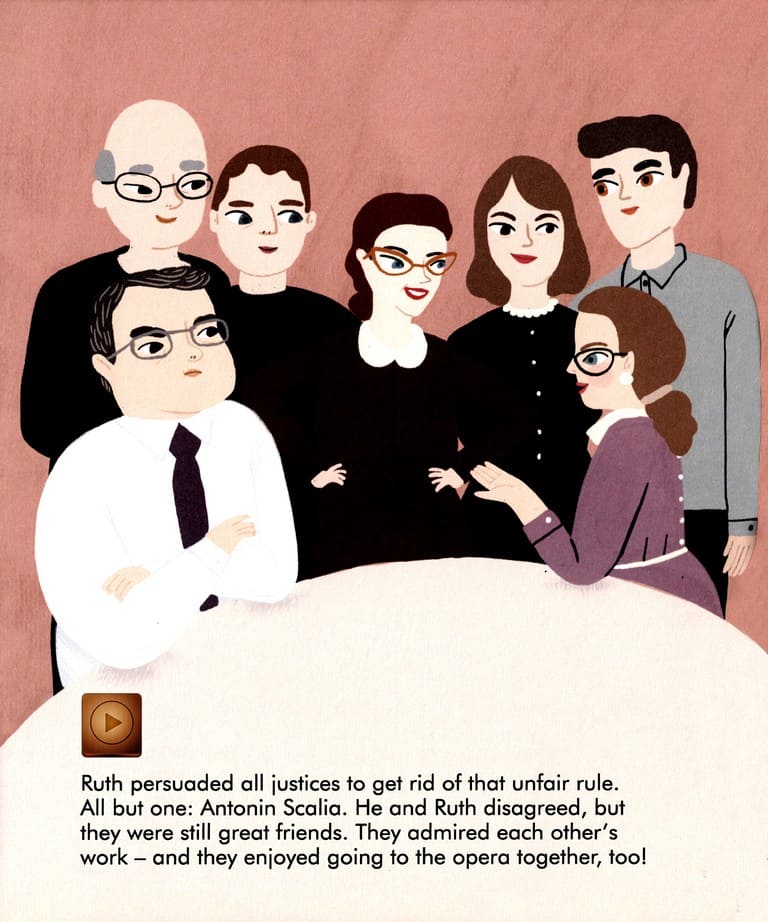 Ruth persuaded all justices to get rid of that unfair rule.
All but one: Antonin Scalia. He and Ruth disagreed, but
they were still great friends. They admired each other’s
work – and they enjoyed going to the opera together, too!